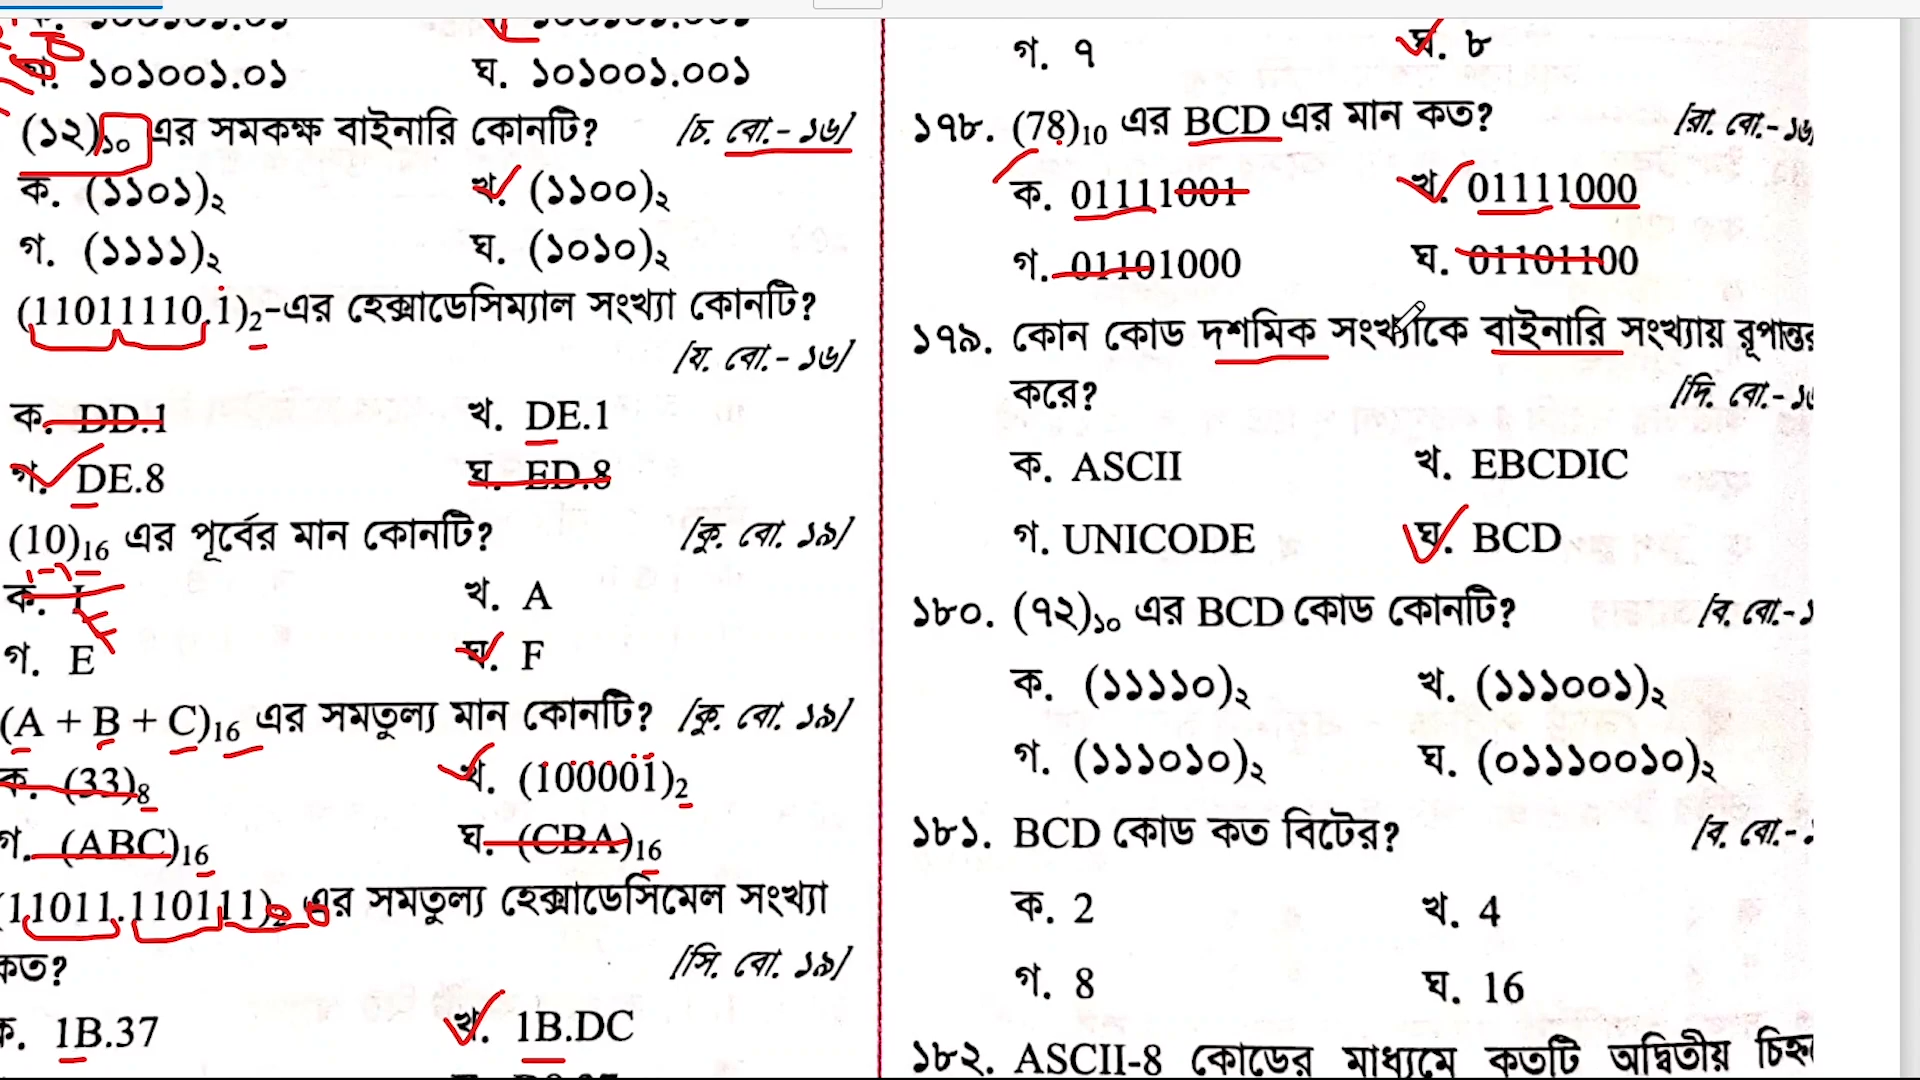 গ. ১০১০০১.০১ ঘ. ১০১০০১.০০১
(১২)১০ এর সমকক্ষ বাইনারি কোনটি? [চ. বো.- ১৬]
ক. (১১০১)২ খ. (১১০০)২
গ. (১১১১)২ ঘ. (১০১০)২
(11011110.1)2-এর হেক্সাডেসিম্যাল সংখ্যা কোনটি?
[য. বো.- ১৬]
ক. DD.1 খ. DE.1
গ. DE.8 ঘ. ED.8
(10)16 এর পূর্বের মান কোনটি? [কু. বো. ১৯]
ক. 1 খ. A
গ. E ঘ. F
(A + B + C)16 এর সমতুল্য মান কোনটি? [কু. বো. ১৯]
ক. (33)8 খ. (100001)2
গ. (ABC)16 ঘ. (CBA)16
(11011.110111)2 এর সমতুল্য হেক্সাডেসিমেল সংখ্যা
কত? [সি. বো. ১৯]
ক. 1B.37 খ. 1B.DC
গ. ৭ ঘ. ৮
১৭৮. (78)10 এর BCD এর মান কত? [রা. বো.- ১৬
ক. 01111001 খ. 01111000
গ. 01101000 ঘ. 01101100
১৭৯. কোন কোড দশমিক সংখ্যাকে বাইনারি সংখ্যায় রূপান্তর
করে? [দি. বো.- ১৬
ক. ASCII খ. EBCDIC
গ. UNICODE ঘ. BCD
১৮০. (৭২)১০ এর BCD কোড কোনটি? [ব. বো.- ১
ক. (১১১১০)২ খ. (১১১০০১)২
গ. (১১১০১০)২ ঘ. (০১১১০০১০)২
১৮১. BCD কোড কত বিটের? [ব. বো.-
ক. 2 খ. 4
গ. 8 ঘ. 16
১৮২. ASCII-8 কোডের মাধ্যমে কতটি অদ্বিতীয় চিহ্ন